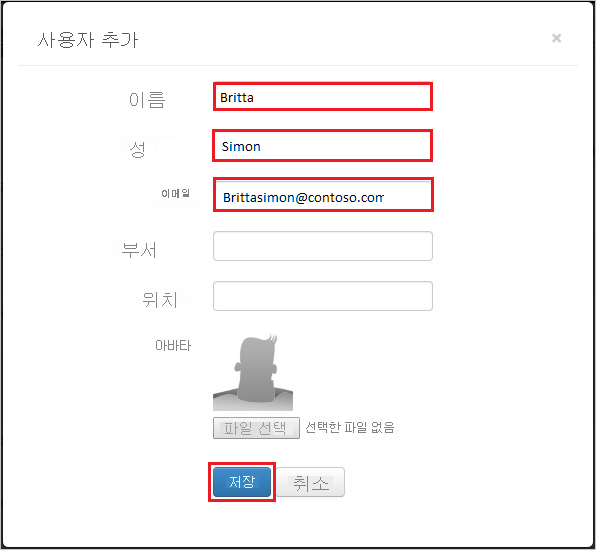 사용자 추가 ×
이름 Britta
성 Simon
이메일 Brittasimon@contoso.com
부서
위치
아바타
파일 선택 선택한 파일 없음
저장 취소